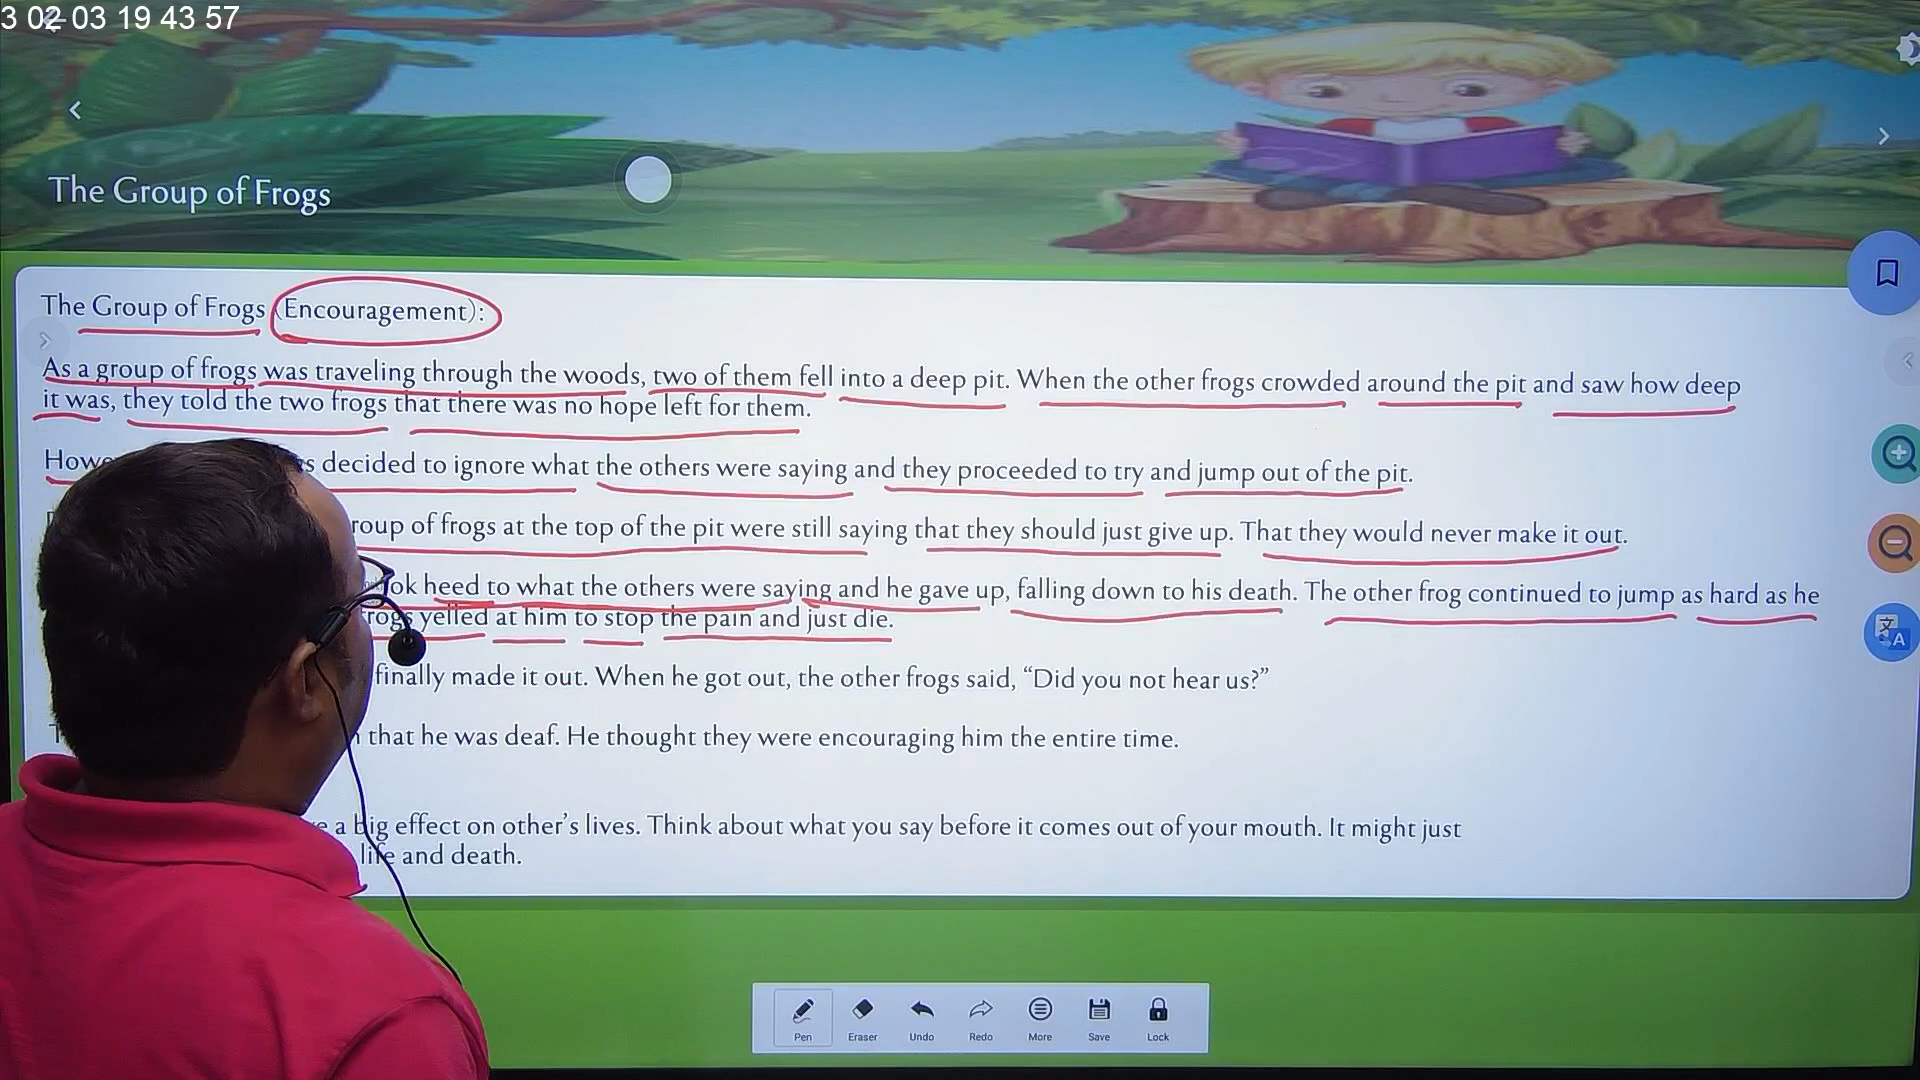 3 02 03 19 43 57
The Group of Frogs
The Group of Frogs (Encouragement):
As a group of frogs was traveling through the woods, two of them fell into a deep pit. When the other frogs crowded around the pit and saw how deep
it was, they told the two frogs that there was no hope left for them.
decided to ignore what the others were saying and they proceeded to try and jump out of the pit.
of frogs at the top of the pit were still saying that they should just give up. That they would never make it out.
heed to what the others were saying and he gave up, falling down to his death. The other frog continued to jump as hard as he
yelled at him to stop the pain and just die.
finally made it out. When he got out, the other frogs said, “Did you not hear us?”
that he was deaf. He thought they were encouraging him the entire time.
a big effect on other’s lives. Think about what you say before it comes out of your mouth. It might just
life and death.
Pen Eraser Undo Redo More Save Lock